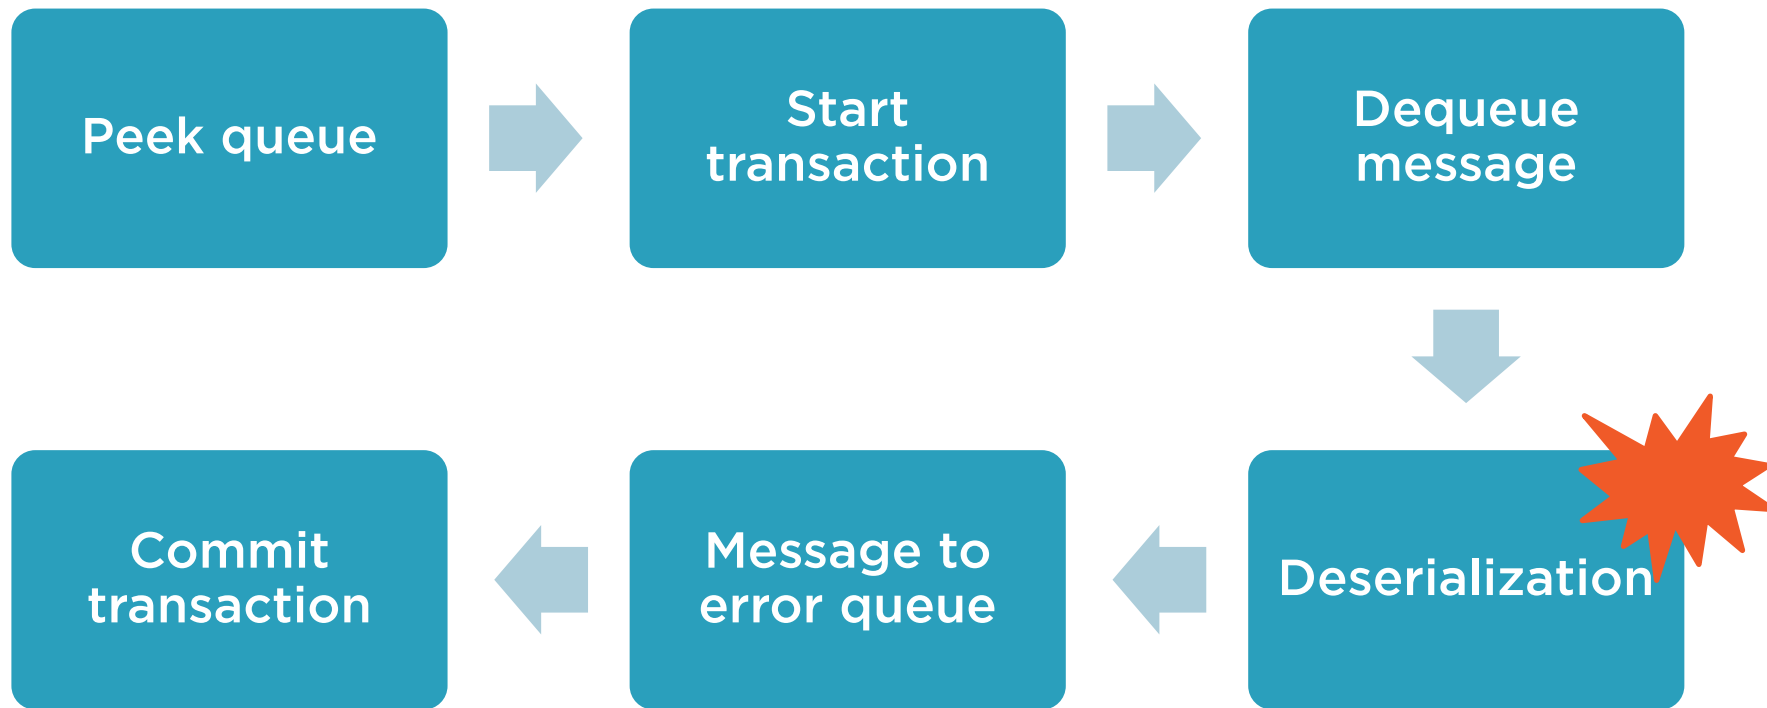 Peek queue
Start
transaction
Dequeue
message
Deserialization
Message to
error queue
Commit
transaction